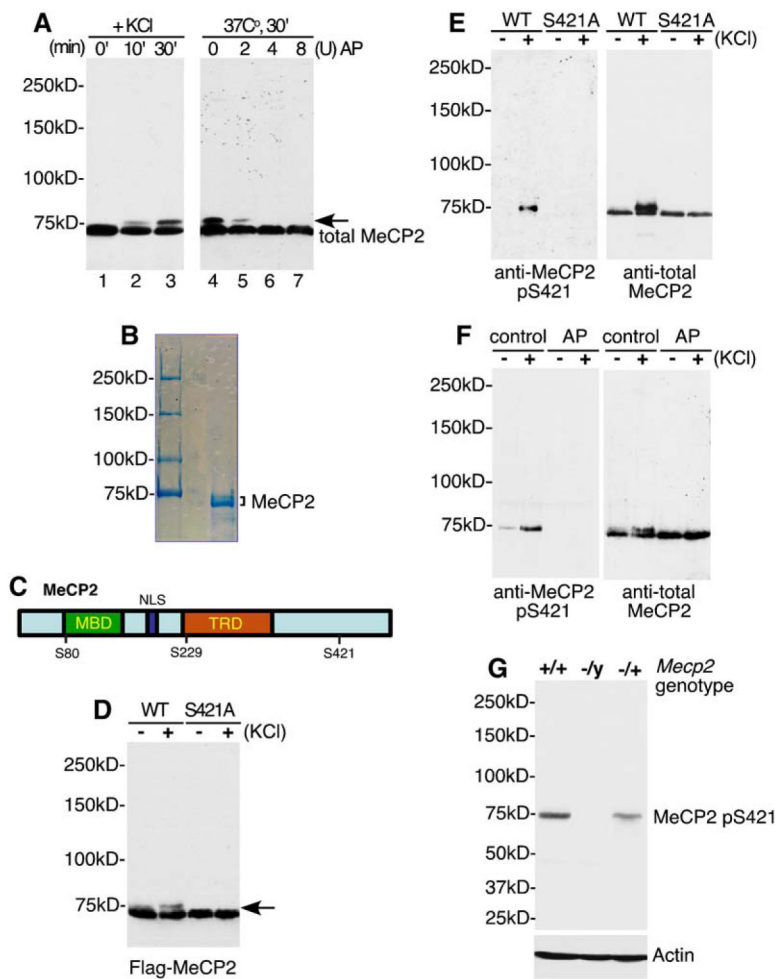 A
+KCl 37Cº, 30'
(min) 0' 10' 30' 0 2 4 8 (U) AP
250kD-
150kD-
100kD-
75kD-
total MeCP2
1 2 3 4 5 6 7
B
250kD-
150kD-
100kD-
75kD-
MeCP2
C
MeCP2
NLS
MBD TRD
S80 S229 S421
D
WT S421A
- + - + (KCl)
250kD-
150kD-
100kD-
75kD-
Flag-MeCP2
E
WT S421A WT S421A
- + - + - + - + (KCl)
250kD-
150kD-
100kD-
75kD-
anti-MeCP2 anti-total
pS421 MeCP2
F
control AP control AP
- + - + - + - + (KCl)
250kD-
150kD-
100kD-
75kD-
anti-MeCP2 anti-total
pS421 MeCP2
G
+/+ -/y -/+ Mecp2
genotype
250kD-
150kD-
100kD-
75kD-
MeCP2 pS421
50kD-
37kD-
25kD-
Actin